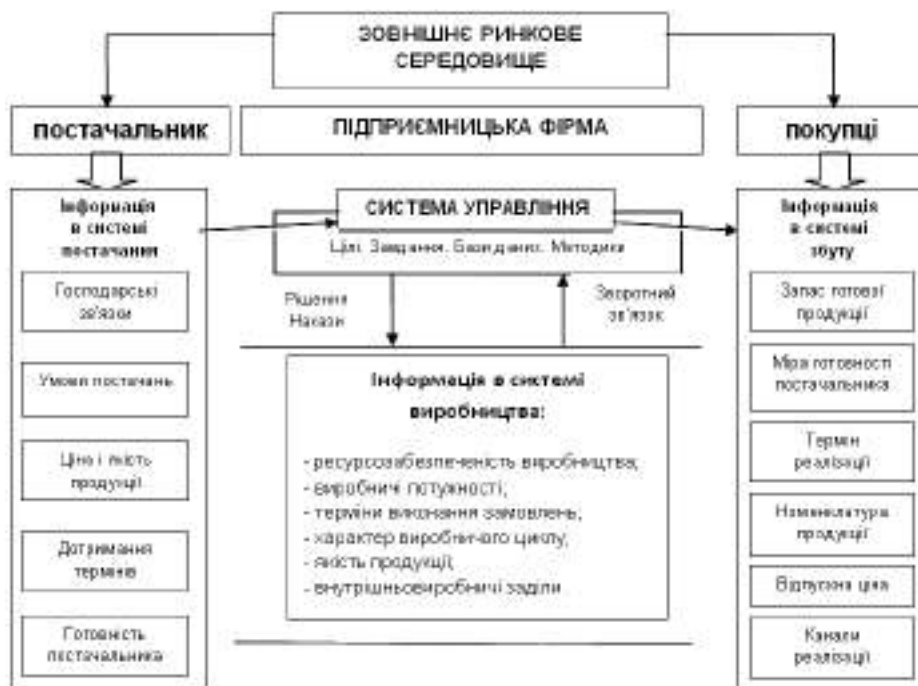 ЗОВНІШНЄ РИНКОВЕ
СЕРЕДОВИЩЕ
постачальник
ПІДПРИЄМНИЦЬКА ФІРМА
покупці
Інформація
в системі
постачання
Господарські
зв'язки
Умови постачань
Ціна і якість
продукції
Дотримання
термінів
Готовність
постачальника
СИСТЕМА УПРАВЛІННЯ
Цілі. Завдання. Бази даних. Методики
Рішення
Накази
Зворотний
зв'язок
Інформація в системі
виробництва:
- ресурсозабезпеченість виробництва;
- виробничі потужності;
- терміни виконання замовлень;
- характер виробничого циклу;
- якість продукції;
- внутрішньовиробничі заділи
Інформація
в системі
збуту
Запас готової
продукції
Міра готовності
постачальника
Термін
реалізації
Номенклатура
продукції
Відпускна ціна
Канали
реалізації